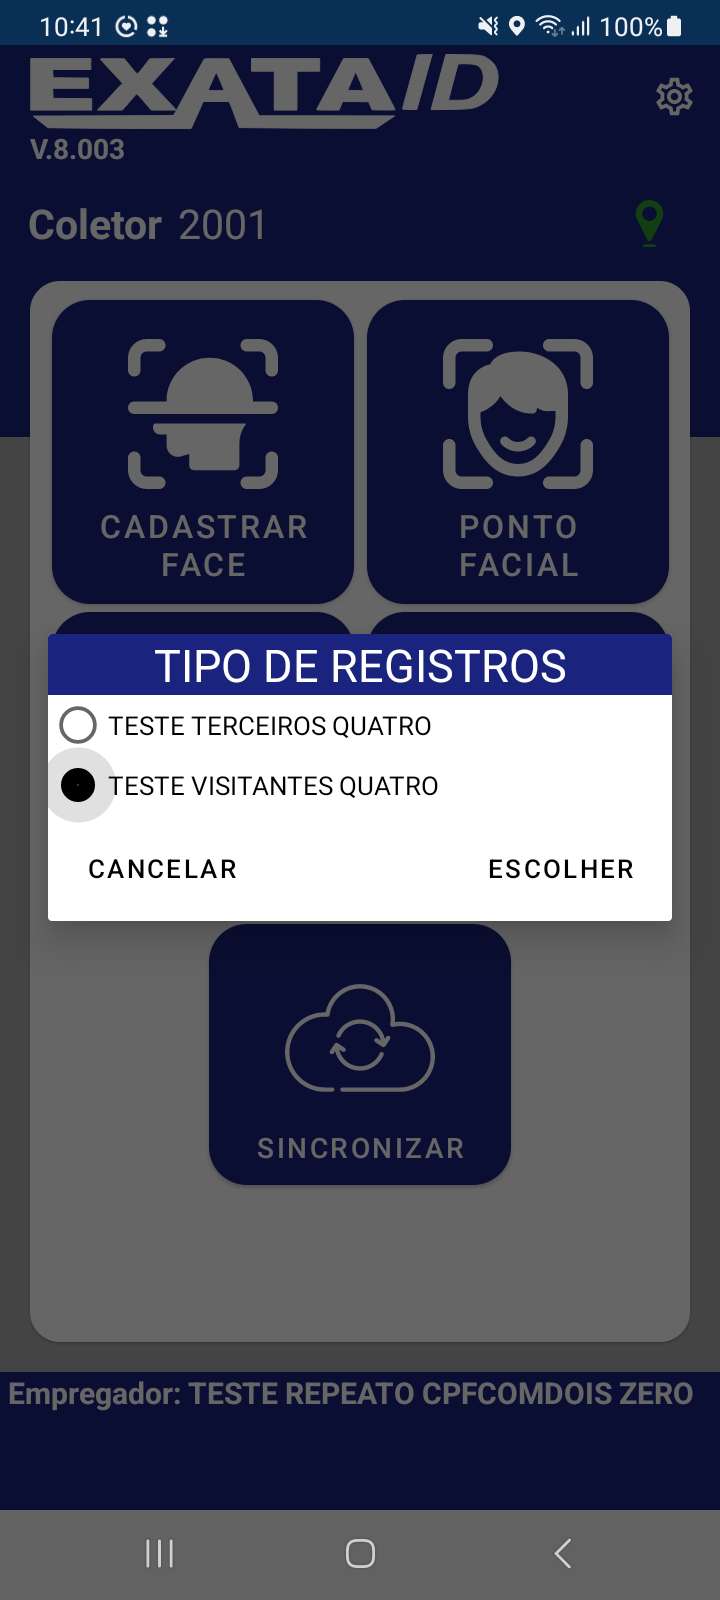 10:41
100%
EXATAID
V.8.003
Coletor 2001
CADASTRAR
FACE
PONTO
FACIAL
TIPO DE REGISTROS
TESTE TERCEIROS QUATRO
TESTE VISITANTES QUATRO
CANCELAR
ESCOLHER
SINCRONIZAR
Empregador: TESTE REPEATO CPFCOMDOIS ZERO